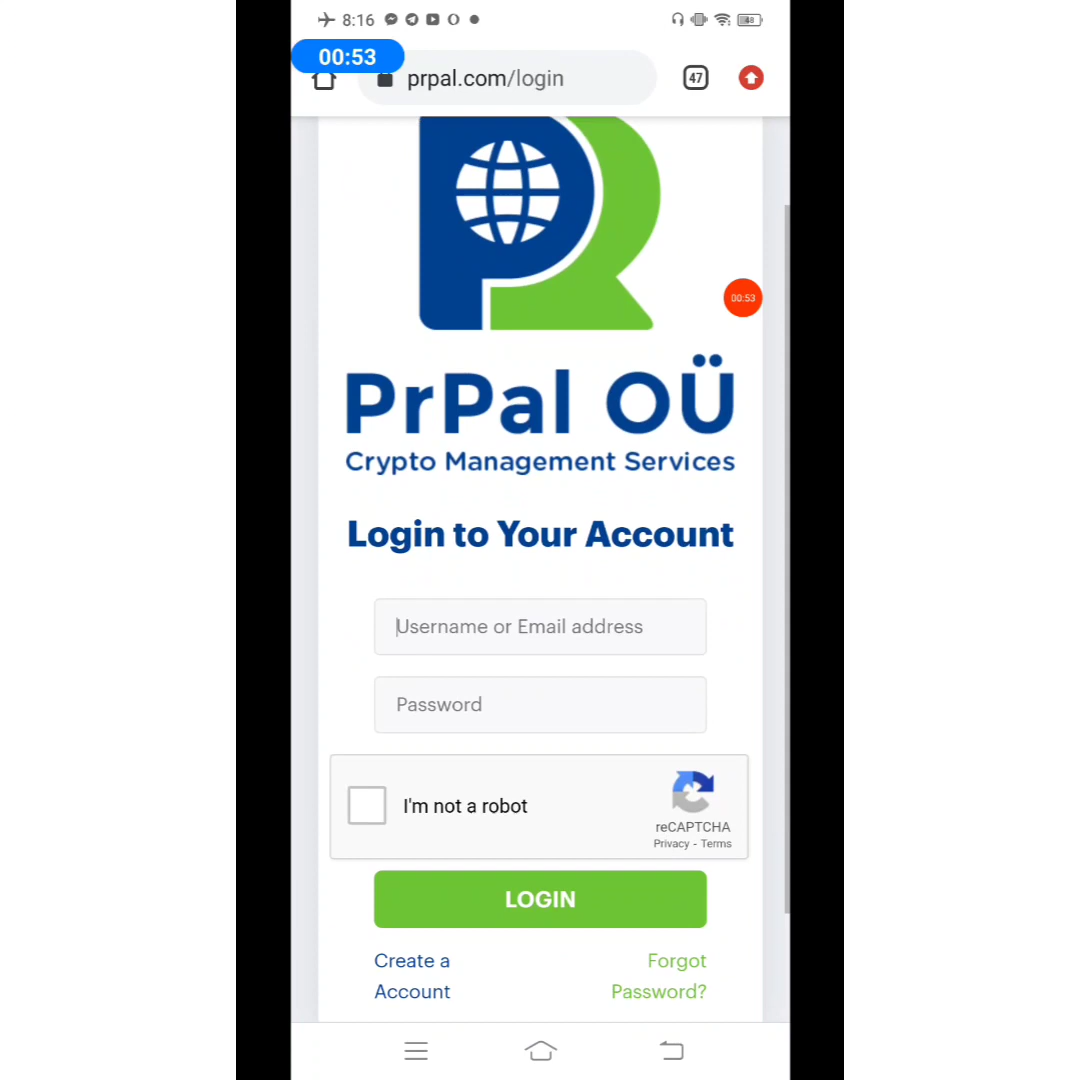 8:16
48
00:53
prpal.com/login
47
00:53
PrPal OÜ
Crypto Management Services
Login to Your Account
Username or Email address
Password
I'm not a robot
reCAPTCHA
Privacy - Terms
LOGIN
Create a Account
Forgot Password?